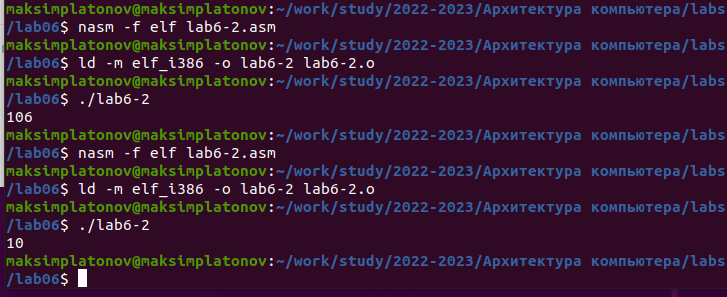 maksimplatonov@maksimplatonov:~/work/study/2022-2023/Архитектура компьютера/labs
/lab06$ nasm -f elf lab6-2.asm
maksimplatonov@maksimplatonov:~/work/study/2022-2023/Архитектура компьютера/labs
/lab06$ ld -m elf_i386 -o lab6-2 lab6-2.o
maksimplatonov@maksimplatonov:~/work/study/2022-2023/Архитектура компьютера/labs
/lab06$ ./lab6-2
106
maksimplatonov@maksimplatonov:~/work/study/2022-2023/Архитектура компьютера/labs
/lab06$ nasm -f elf lab6-2.asm
maksimplatonov@maksimplatonov:~/work/study/2022-2023/Архитектура компьютера/labs
/lab06$ ld -m elf_i386 -o lab6-2 lab6-2.o
maksimplatonov@maksimplatonov:~/work/study/2022-2023/Архитектура компьютера/labs
/lab06$ ./lab6-2
10
maksimplatonov@maksimplatonov:~/work/study/2022-2023/Архитектура компьютера/labs
/lab06$